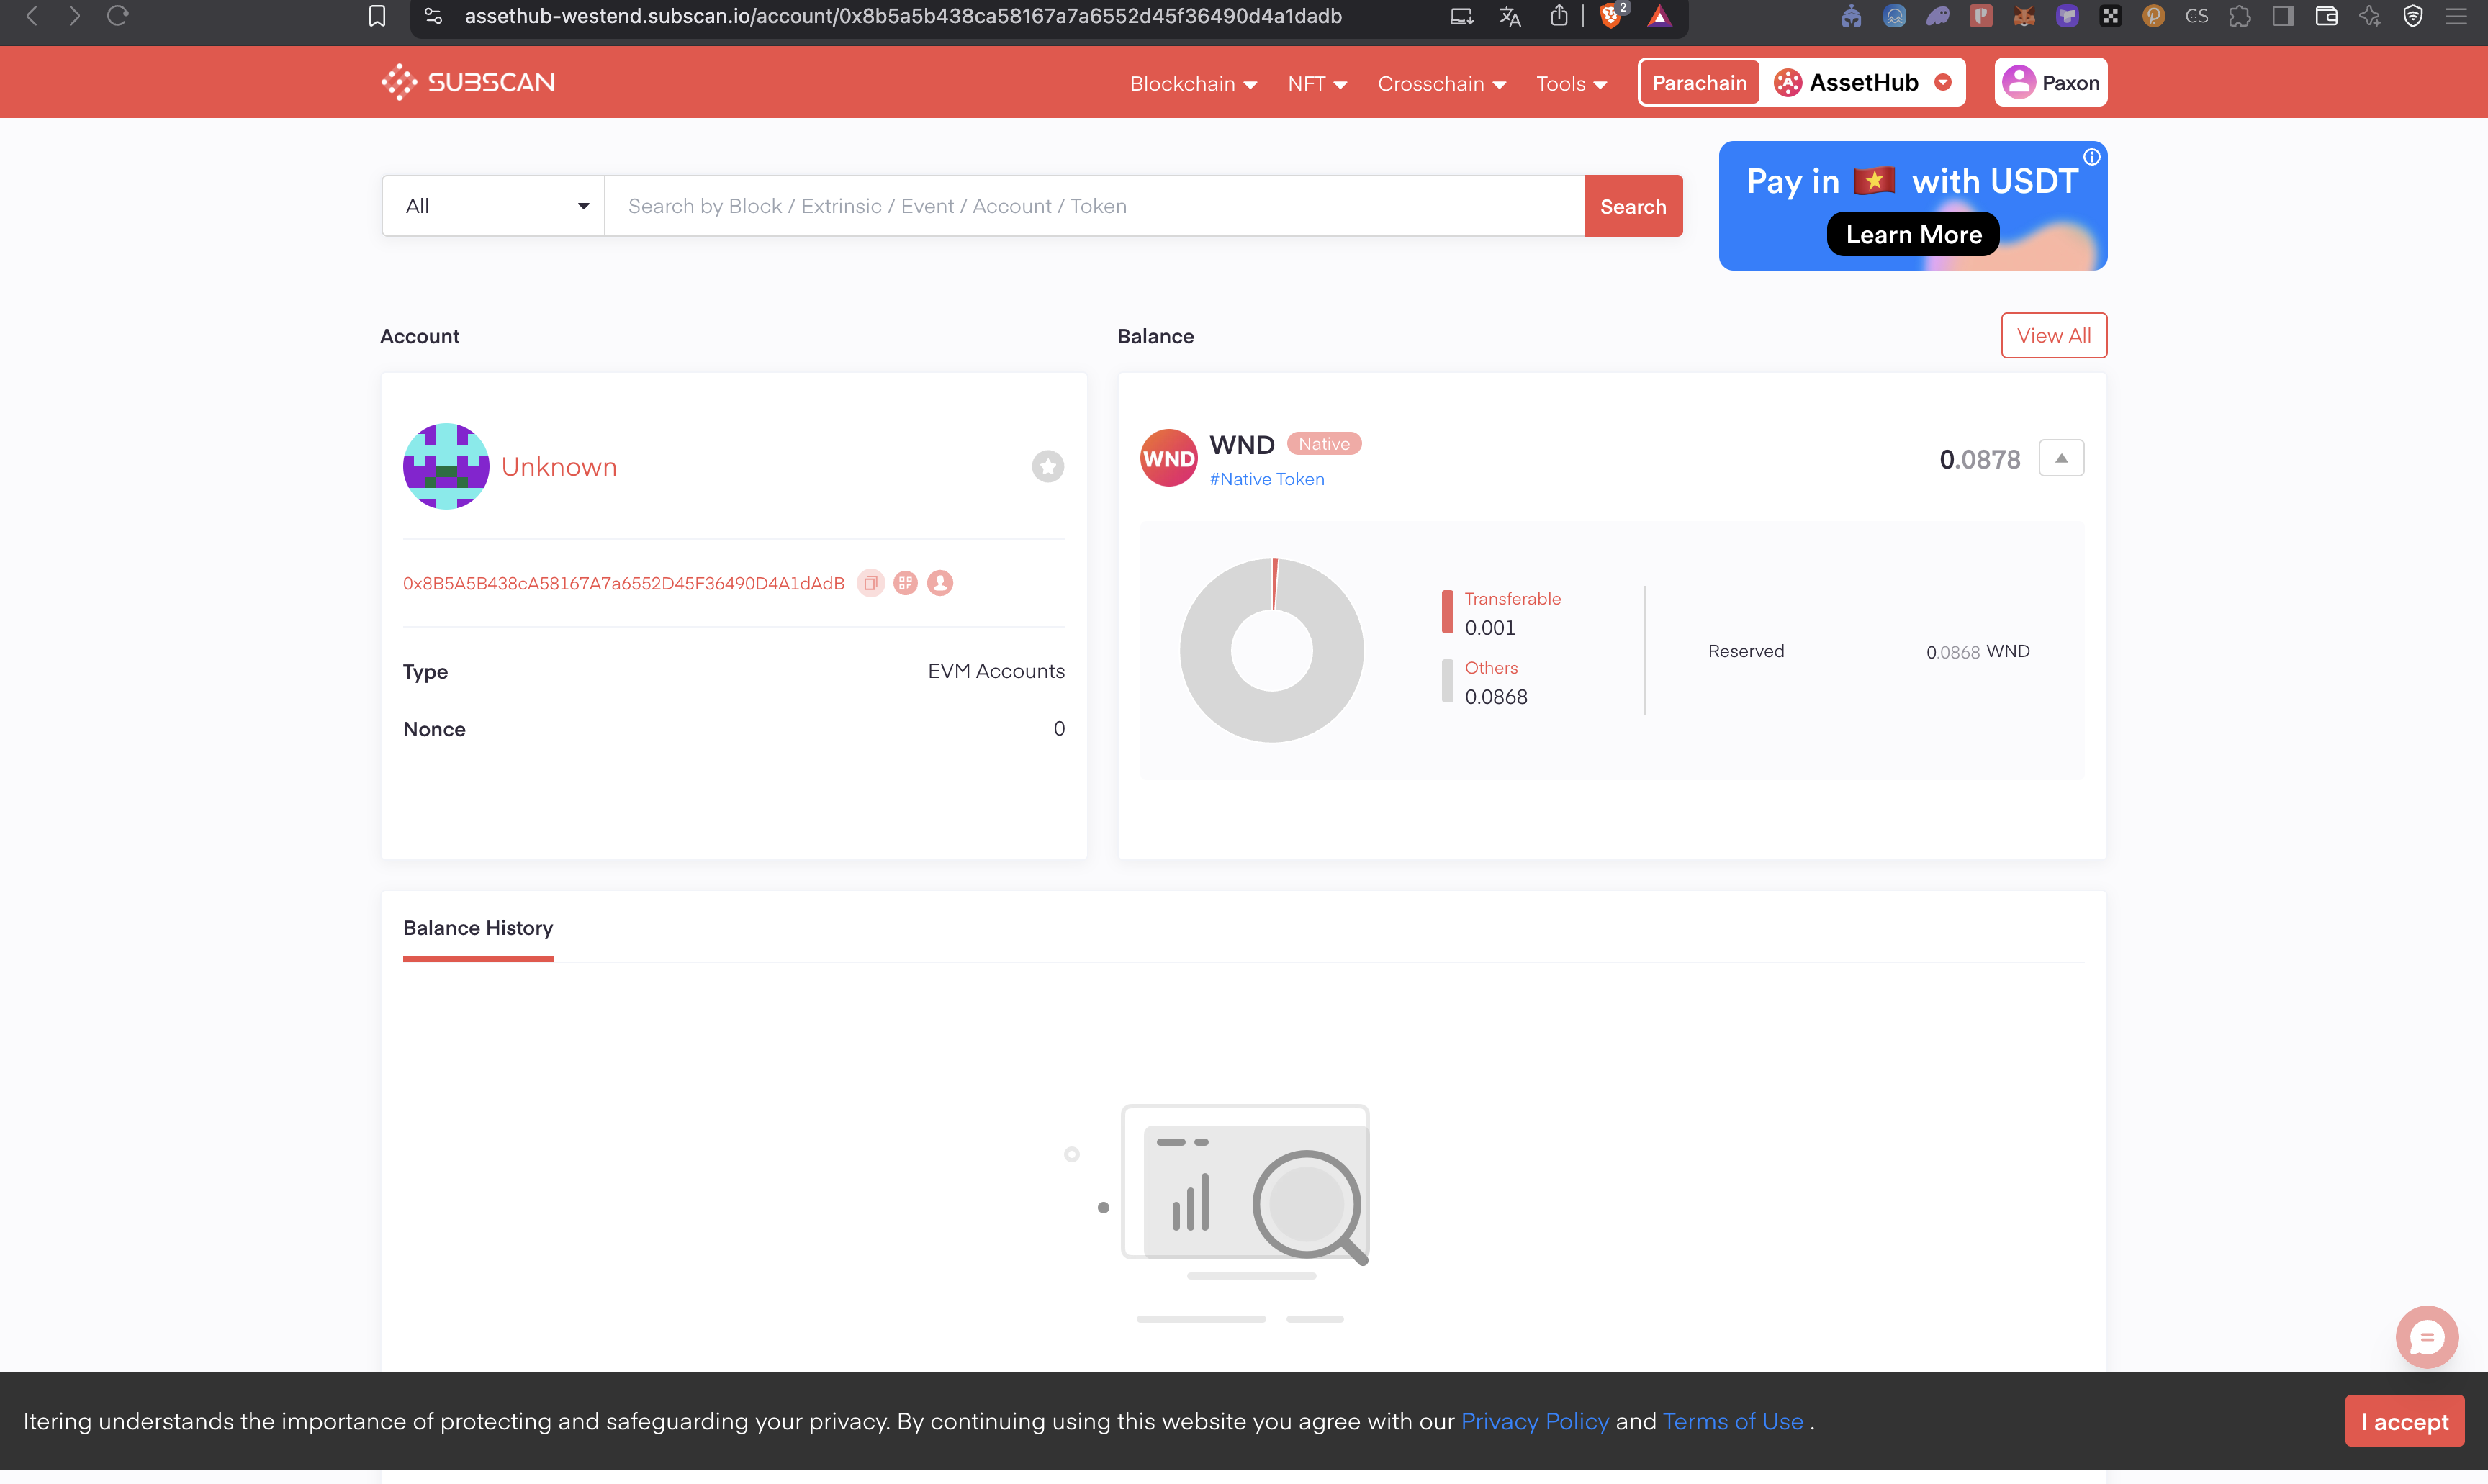 assethub-westend.subscan.io/account/0x8b5a5b438ca58167a7a6552d45f36490d4a1dadb
2
CS
SUBSCAN
Blockchain
NFT
Crosschain
Tools
Parachain
AssetHub
Paxon
All
Search by Block / Extrinsic / Event / Account / Token
Search
Pay in 🇻🇳 with USDT
Learn More
Account
Balance
View All
Unknown
WND
WND
Native
#Native Token
0.0878
0x8B5A5B438cA58167A7a6552D45F36490D4A1dAdB
Type
EVM Accounts
Nonce
0
Transferable
0.001
Others
0.0868
Reserved
0.0868 WND
Balance History
Itering understands the importance of protecting and safeguarding your privacy. By continuing using this website you agree with our Privacy Policy and Terms of Use .
I accept